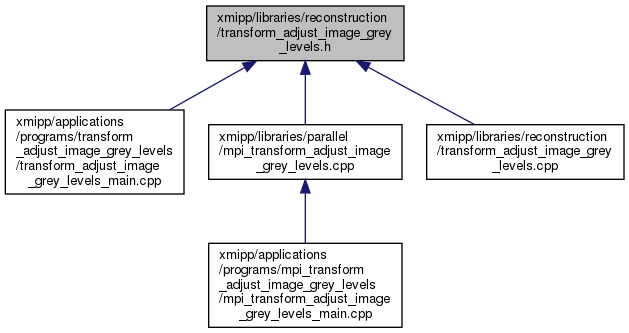 xmipp/libraries/reconstruction
/transform_adjust_image_grey
_levels.h
xmipp/applications
/programs/transform
_adjust_image_grey_levels
/transform_adjust_image
_grey_levels_main.cpp
xmipp/libraries/parallel
/mpi_transform_adjust_image
_grey_levels.cpp
xmipp/libraries/reconstruction
/transform_adjust_image_grey
_levels.cpp
xmipp/applications
/programs/mpi_transform
_adjust_image_grey_levels
/mpi_transform_adjust_image
_grey_levels_main.cpp